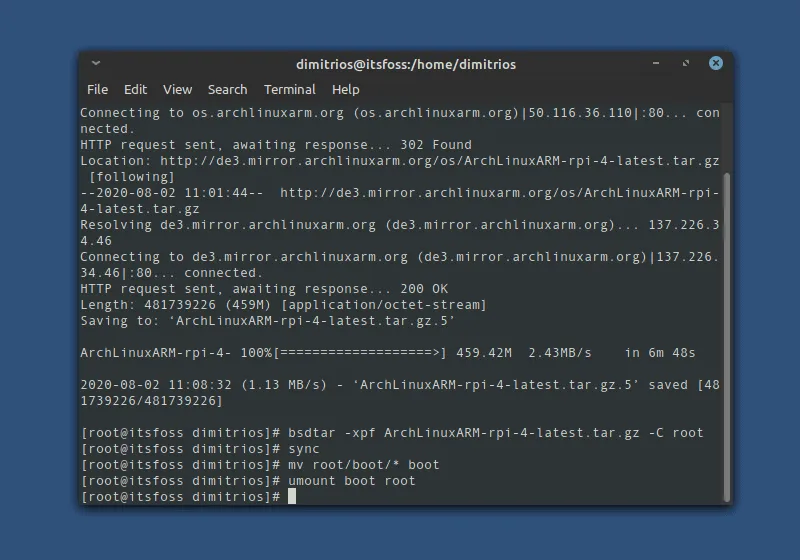 dimitrios@itsfoss:/home/dimitrios
File Edit View Search Terminal Help
Connecting to os.archlinuxarm.org (os.archlinuxarm.org)|50.116.36.110|:80... con
nected.
HTTP request sent, awaiting response... 302 Found
Location: http://de3.mirror.archlinuxarm.org/os/ArchLinuxARM-rpi-4-latest.tar.gz
 [following]
--2020-08-02 11:01:44--  http://de3.mirror.archlinuxarm.org/os/ArchLinuxARM-rpi-
4-latest.tar.gz
Resolving de3.mirror.archlinuxarm.org (de3.mirror.archlinuxarm.org)... 137.226.3
4.46
Connecting to de3.mirror.archlinuxarm.org (de3.mirror.archlinuxarm.org)|137.226.
34.46|:80... connected.
HTTP request sent, awaiting response... 200 OK
Length: 481739226 (459M) [application/octet-stream]
Saving to: ‘ArchLinuxARM-rpi-4-latest.tar.gz.5’
ArchLinuxARM-rpi-4- 100%[===================>] 459.42M  2.43MB/s    in 6m 48s
2020-08-02 11:08:32 (1.13 MB/s) - ‘ArchLinuxARM-rpi-4-latest.tar.gz.5’ saved [48
1739226/481739226]
[root@itsfoss dimitrios]# bsdtar -xpf ArchLinuxARM-rpi-4-latest.tar.gz -C root
[root@itsfoss dimitrios]# sync
[root@itsfoss dimitrios]# mv root/boot/* boot
[root@itsfoss dimitrios]# umount boot root
[root@itsfoss dimitrios]#